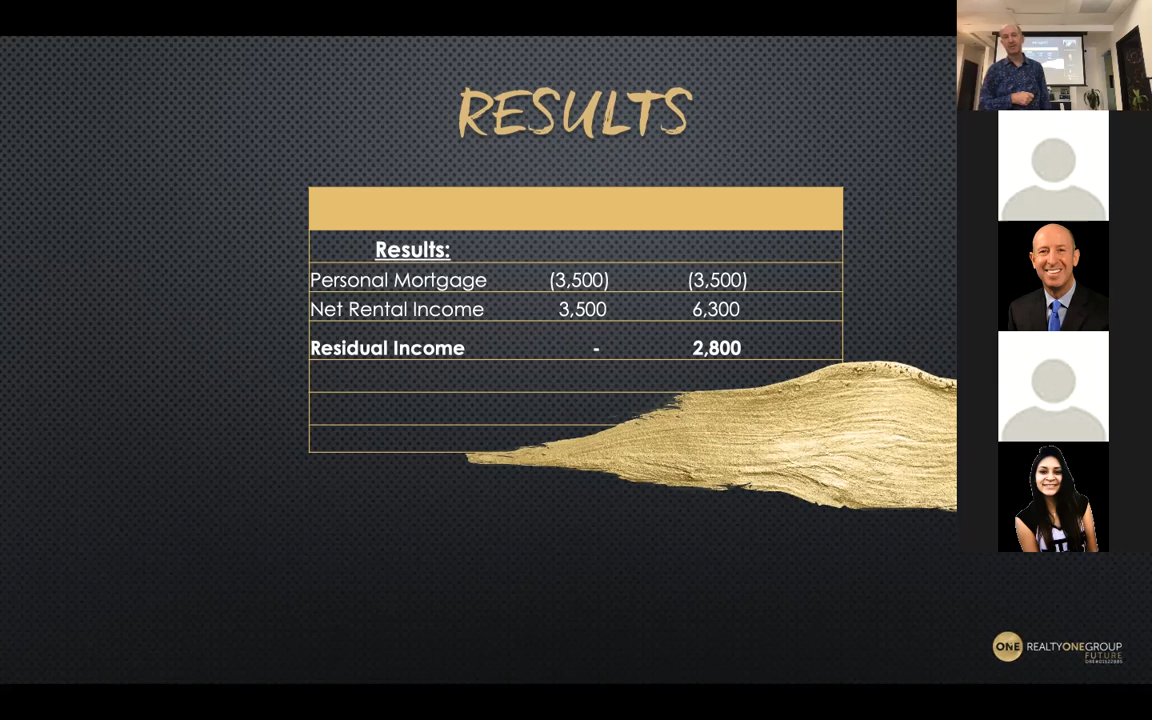 RESULTS
Results:
Personal Mortgage (3,500) (3,500)
Net Rental Income 3,500 6,300
Residual Income - 2,800
ONE REALTYONEGROUP
FUTURE